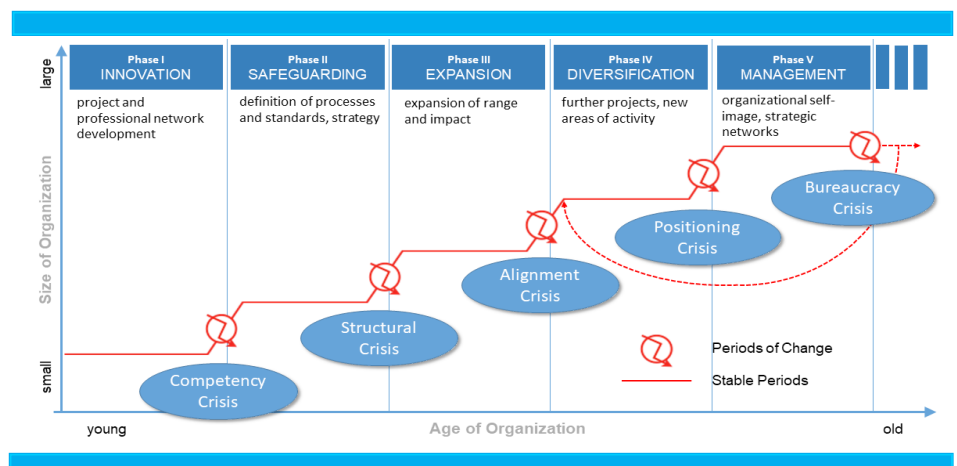 Phase I
INNOVATION
Phase II
SAFEGUARDING
Phase III
EXPANSION
Phase IV
DIVERSIFICATION
Phase V
MANAGEMENT
project and
professional network
development
definition of processes
and standards, strategy
expansion of range
and impact
further projects, new
areas of activity
organizational self-
image, strategic
networks
large
Size of Organization
small
Bureaucracy
Crisis
Positioning
Crisis
Alignment
Crisis
Structural
Crisis
Competency
Crisis
Periods of Change
Stable Periods
young
Age of Organization
old